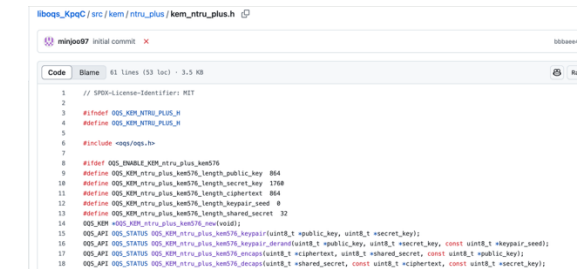 liboqs_KpqC / src / kem / ntru_plus / kem_ntru_plus.h
minjoo97 initial commit
Code Blame 61 lines (53 loc) · 3.5 KB
1 // SPDX-License-Identifier: MIT
2
3 #ifndef OQS_KEM_NTRU_PLUS_H
4 #define OQS_KEM_NTRU_PLUS_H
5
6 #include <oqs/oqs.h>
7
8 #ifdef OQS_ENABLE_KEM_ntru_plus_kem576
9 #define OQS_KEM_ntru_plus_kem576_length_public_key 864
10 #define OQS_KEM_ntru_plus_kem576_length_secret_key 1760
11 #define OQS_KEM_ntru_plus_kem576_length_ciphertext 864
12 #define OQS_KEM_ntru_plus_kem576_length_keypair_seed 0
13 #define OQS_KEM_ntru_plus_kem576_length_shared_secret 32
14 OQS_KEM *OQS_KEM_ntru_plus_kem576_new(void);
15 OQS_API OQS_STATUS OQS_KEM_ntru_plus_kem576_keypair(uint8_t *public_key, uint8_t *secret_key);
16 OQS_API OQS_STATUS OQS_KEM_ntru_plus_kem576_keypair_derand(uint8_t *public_key, uint8_t *secret_key, const uint8_t *keypair_seed);
17 OQS_API OQS_STATUS OQS_KEM_ntru_plus_kem576_encaps(uint8_t *ciphertext, uint8_t *shared_secret, const uint8_t *public_key);
18 OQS_API OQS_STATUS OQS_KEM_ntru_plus_kem576_decaps(uint8_t *shared_secret, const uint8_t *ciphertext, const uint8_t *secret_key);